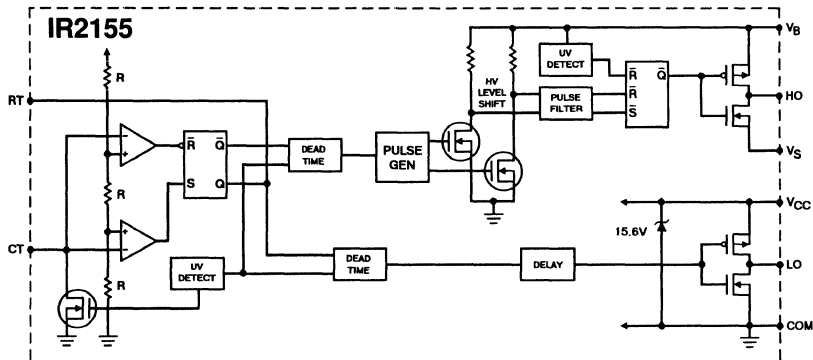 IR2155
R
RT
R
CT
R
R̅ Q̅
S Q
DEAD
TIME
PULSE
GEN
HV
LEVEL
SHIFT
UV
DETECT
PULSE
FILTER
R̅ Q̅
R̅
S̅
VB
HO
VS
UV
DETECT
DEAD
TIME
DELAY
15.6V
VCC
LO
COM